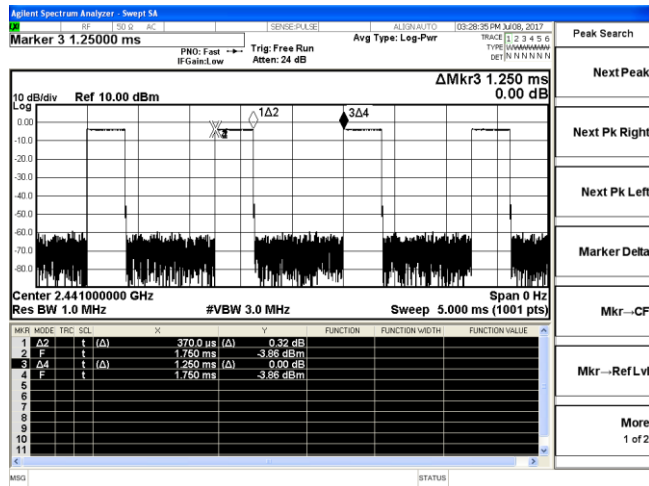 Agilent Spectrum Analyzer - Swept SA
RF 50 Ω AC SENSE:PULSE ALIGN AUTO 03:28:35 PM Jul 08, 2017
Marker 3 1.25000 ms
PNO: Fast
IFGain:Low
Trig: Free Run
Atten: 24 dB
Avg Type: Log-Pwr
TRACE 1 2 3 4 5 6
TYPE WWWWWWW
DET N N N N N N
Peak Search
Next Peak
Next Pk Right
Next Pk Left
Marker Delta
Mkr→CF
Mkr→Ref Lvl
More
1 of 2
ΔMkr3 1.250 ms
0.00 dB
10 dB/div Ref 10.00 dBm
Log
1Δ2 3Δ4
0.00
-10.0
-20.0
-30.0
-40.0
-50.0
-60.0
-70.0
-80.0
Center 2.441000000 GHz Span 0 Hz
Res BW 1.0 MHz #VBW 3.0 MHz Sweep 5.000 ms (1001 pts)
MKR MODE TRC SCL X Y FUNCTION FUNCTION WIDTH FUNCTION VALUE
1 Δ2 t (Δ) 370.0 µs (Δ) 0.32 dB
2 F t 1.750 ms -3.86 dBm
3 Δ4 t (Δ) 1.250 ms (Δ) 0.00 dB
4 F t 1.750 ms -3.86 dBm
5
6
7
8
9
10
11
MSG STATUS